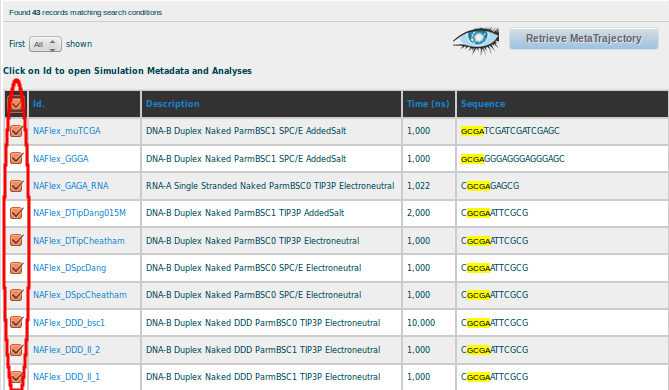 Found 43 records matching search conditions
First All shown
Retrieve MetaTrajectory
Click on Id to open Simulation Metadata and Analyses
Id. Description Time (ns) Sequence
NAFlex_muTCGA DNA-B Duplex Naked ParmBSC1 SPC/E AddedSalt 1,000 GCGATCGATCGATCGAGC
NAFlex_GGGA DNA-B Duplex Naked ParmBSC1 SPC/E AddedSalt 1,000 GCGAGGGAGGGAGGGAGC
NAFlex_GAGA_RNA RNA-A Single Stranded Naked ParmBSC0 TIP3P Electroneutral 1,022 CGCGAGAGCG
NAFlex_DTipDang015M DNA-B Duplex Naked ParmBSC1 TIP3P AddedSalt 2,000 CGCGAATTCGCG
NAFlex_DTipCheatham DNA-B Duplex Naked ParmBSC0 TIP3P Electroneutral 1,000 CGCGAATTCGCG
NAFlex_DSpcDang DNA-B Duplex Naked ParmBSC0 SPC/E Electroneutral 1,000 CGCGAATTCGCG
NAFlex_DSpcCheatham DNA-B Duplex Naked ParmBSC0 SPC/E Electroneutral 1,000 CGCGAATTCGCG
NAFlex_DDD_bsc1 DNA-B Duplex Naked DDD ParmBSC0 TIP3P Electroneutral 10,000 CGCGAATTCGCG
NAFlex_DDD_II_2 DNA-B Duplex Naked DDD ParmBSC1 TIP3P Electroneutral 1,000 CGCGAATTCGCG
NAFlex_DDD_II_1 DNA-B Duplex Naked DDD ParmBSC1 TIP3P Electroneutral 1,000 CGCGAATTCGCG